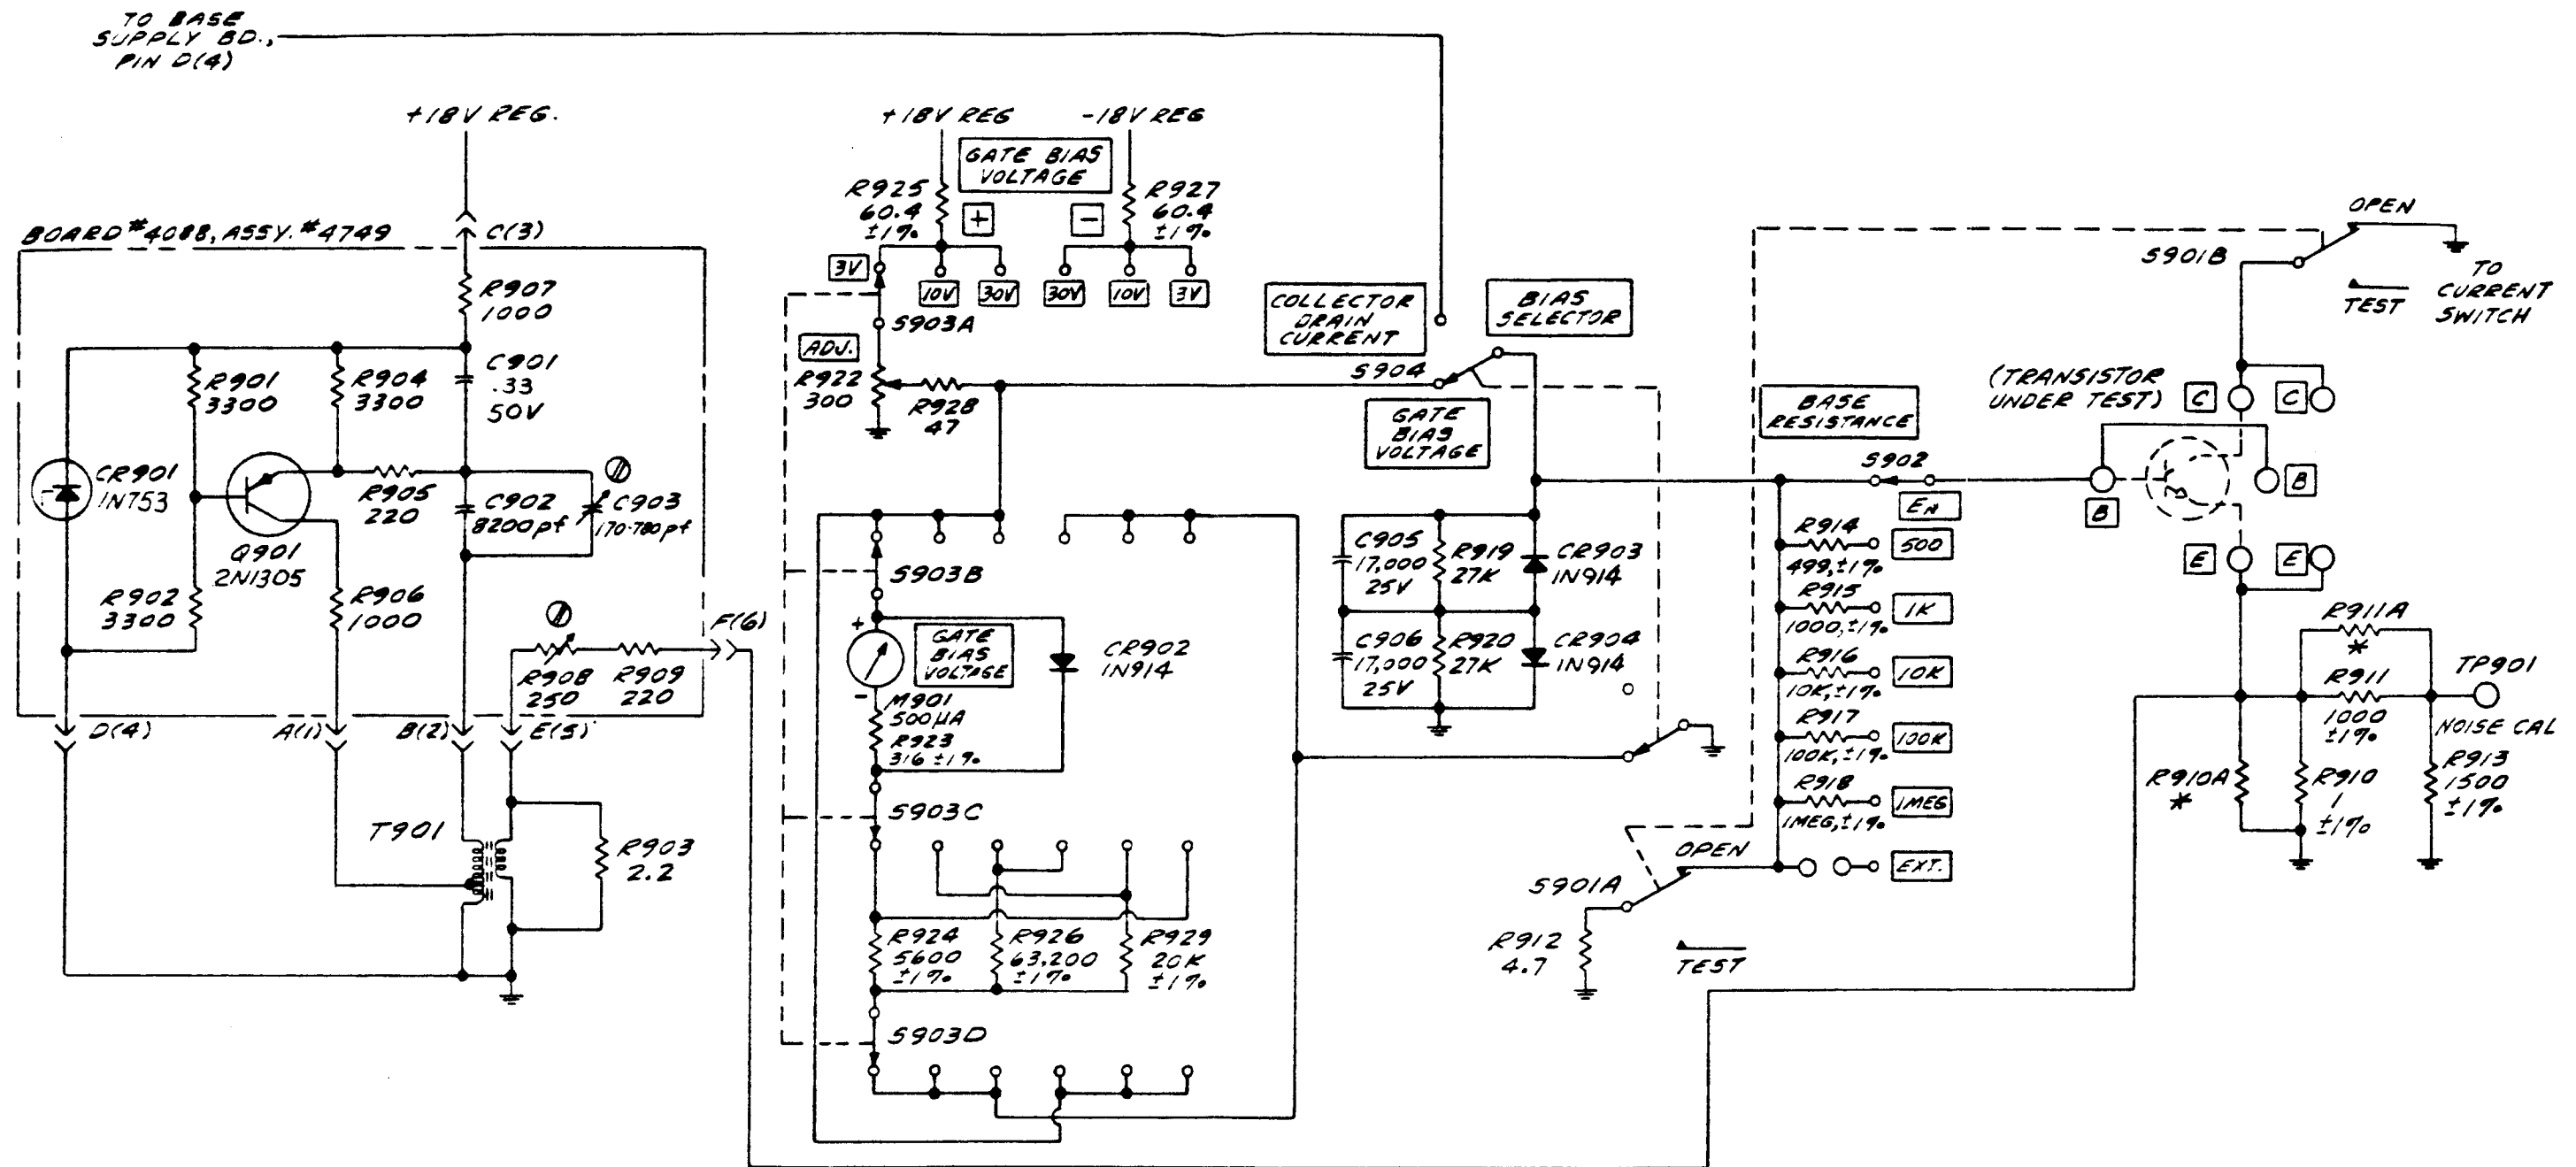 TO BASE
SUPPLY BD.,
PIN D(4)
+18V REG.
BOARD #4088, ASSY. #4749
C(3)
R907
1000
R901
3300
R904
3300
C901
.33
50V
CR901
1N753
R905
220
C902
8200pf
C903
170-780pf
Q901
2N1305
R902
3300
R906
1000
R908
250
R909
220
F(6)
D(4)
A(1)
B(2)
E(5)
T901
R903
2.2
+18V REG
-18V REG
GATE BIAS
VOLTAGE
R925
60.4
±1%
+
-
R927
60.4
±1%
3V
10V
30V
30V
10V
3V
S903A
ADJ.
R922
300
R928
47
COLLECTOR
DRAIN
CURRENT
BIAS
SELECTOR
S904
GATE
BIAS
VOLTAGE
S903B
+
GATE
BIAS
VOLTAGE
-
M901
500µA
R923
316 ±1%
CR902
1N914
S903C
R924
5600
±1%
R926
63,200
±1%
R929
20K
±1%
S903D
C905
17,000
25V
R919
27K
CR903
1N914
C906
17,000
25V
R920
27K
CR904
1N914
BASE
RESISTANCE
S902
EN
R914
499,±1%
500
R915
1000,±1%
1K
R916
10K,±1%
10K
R917
100K,±1%
100K
R918
1MEG,±1%
1MEG
OPEN
EXT.
S901A
R912
4.7
TEST
OPEN
S901B
TO
CURRENT
SWITCH
TEST
(TRANSISTOR
UNDER TEST)
C
C
B
B
E
E
R911A
*
R911
1000
±1%
TP901
NOISE CAL
R910A
*
R910
1
±1%
R913
1500
±1%